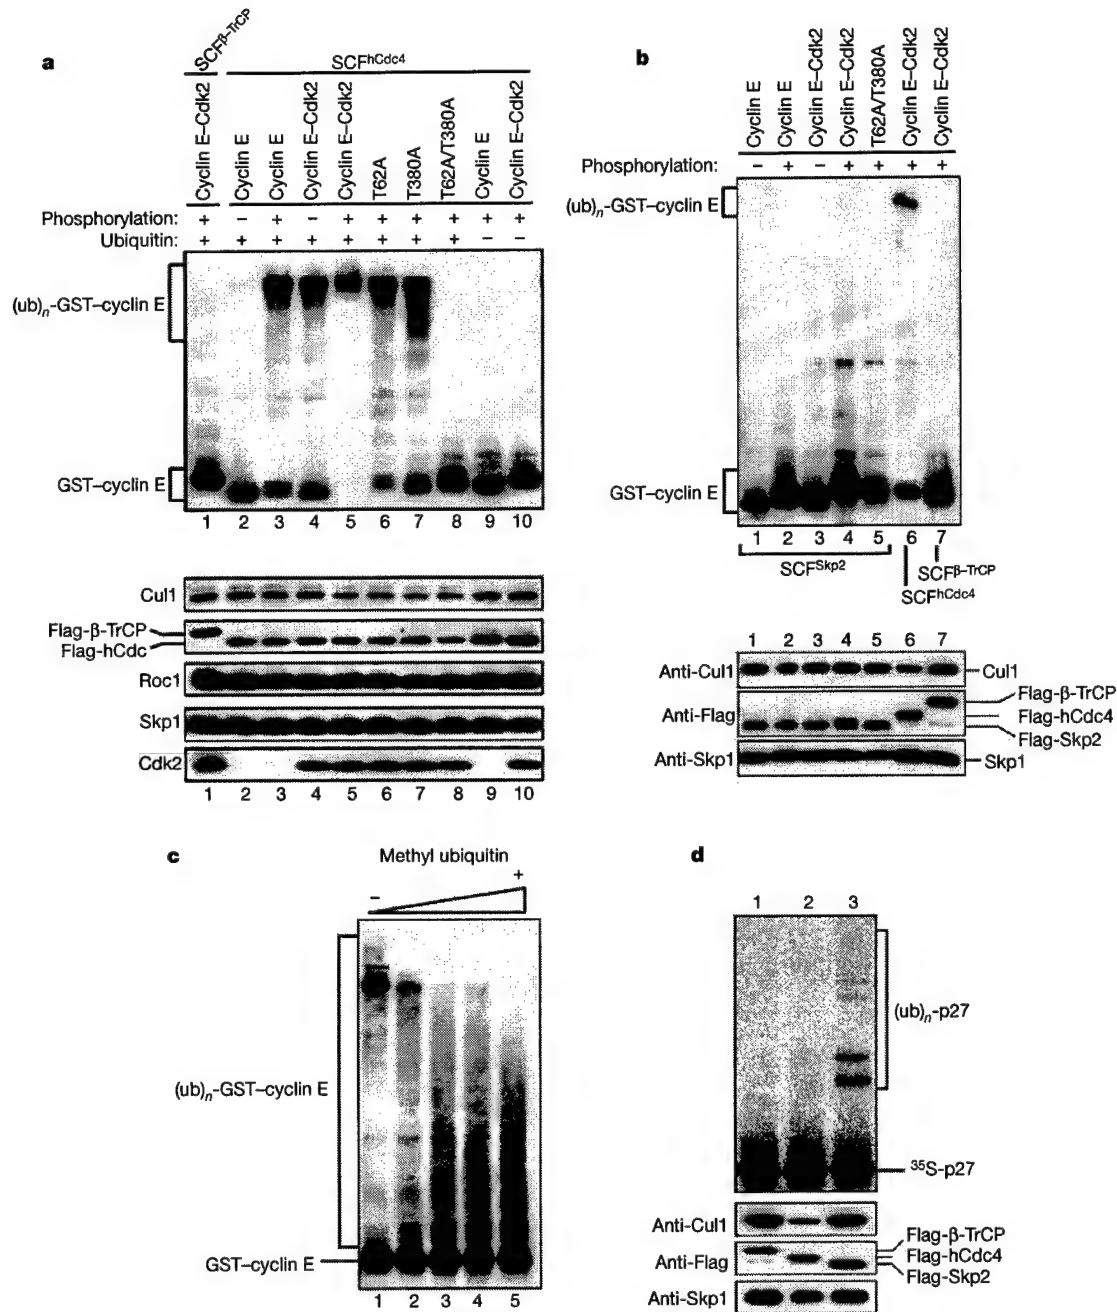 a
SCFβ-TrCP
SCFhCdc4
Cyclin E–Cdk2
Cyclin E
Cyclin E
Cyclin E–Cdk2
Cyclin E–Cdk2
T62A
T380A
T62A/T380A
Cyclin E
Cyclin E–Cdk2
Phosphorylation: + – + – + + + + + +
Ubiquitin: + + + + + + + + – –
(ub)n-GST–cyclin E
GST–cyclin E
1 2 3 4 5 6 7 8 9 10
Cul1
Flag-β-TrCP
Flag-hCdc
Roc1
Skp1
Cdk2
1 2 3 4 5 6 7 8 9 10
b
Cyclin E
Cyclin E
Cyclin E–Cdk2
Cyclin E–Cdk2
T62A/T380A
Cyclin E–Cdk2
Cyclin E–Cdk2
Phosphorylation: – + – + + + +
(ub)n-GST–cyclin E
GST–cyclin E
1 2 3 4 5 6 7
SCFSkp2
SCFβ-TrCP
SCFhCdc4
1 2 3 4 5 6 7
Anti-Cul1
Cul1
Flag-β-TrCP
Anti-Flag
Flag-hCdc4
Flag-Skp2
Anti-Skp1
Skp1
c
Methyl ubiquitin
– +
(ub)n-GST–cyclin E
GST–cyclin E
1 2 3 4 5
d
1 2 3
(ub)n-p27
35S-p27
Anti-Cul1
Flag-β-TrCP
Anti-Flag
Flag-hCdc4
Flag-Skp2
Anti-Skp1